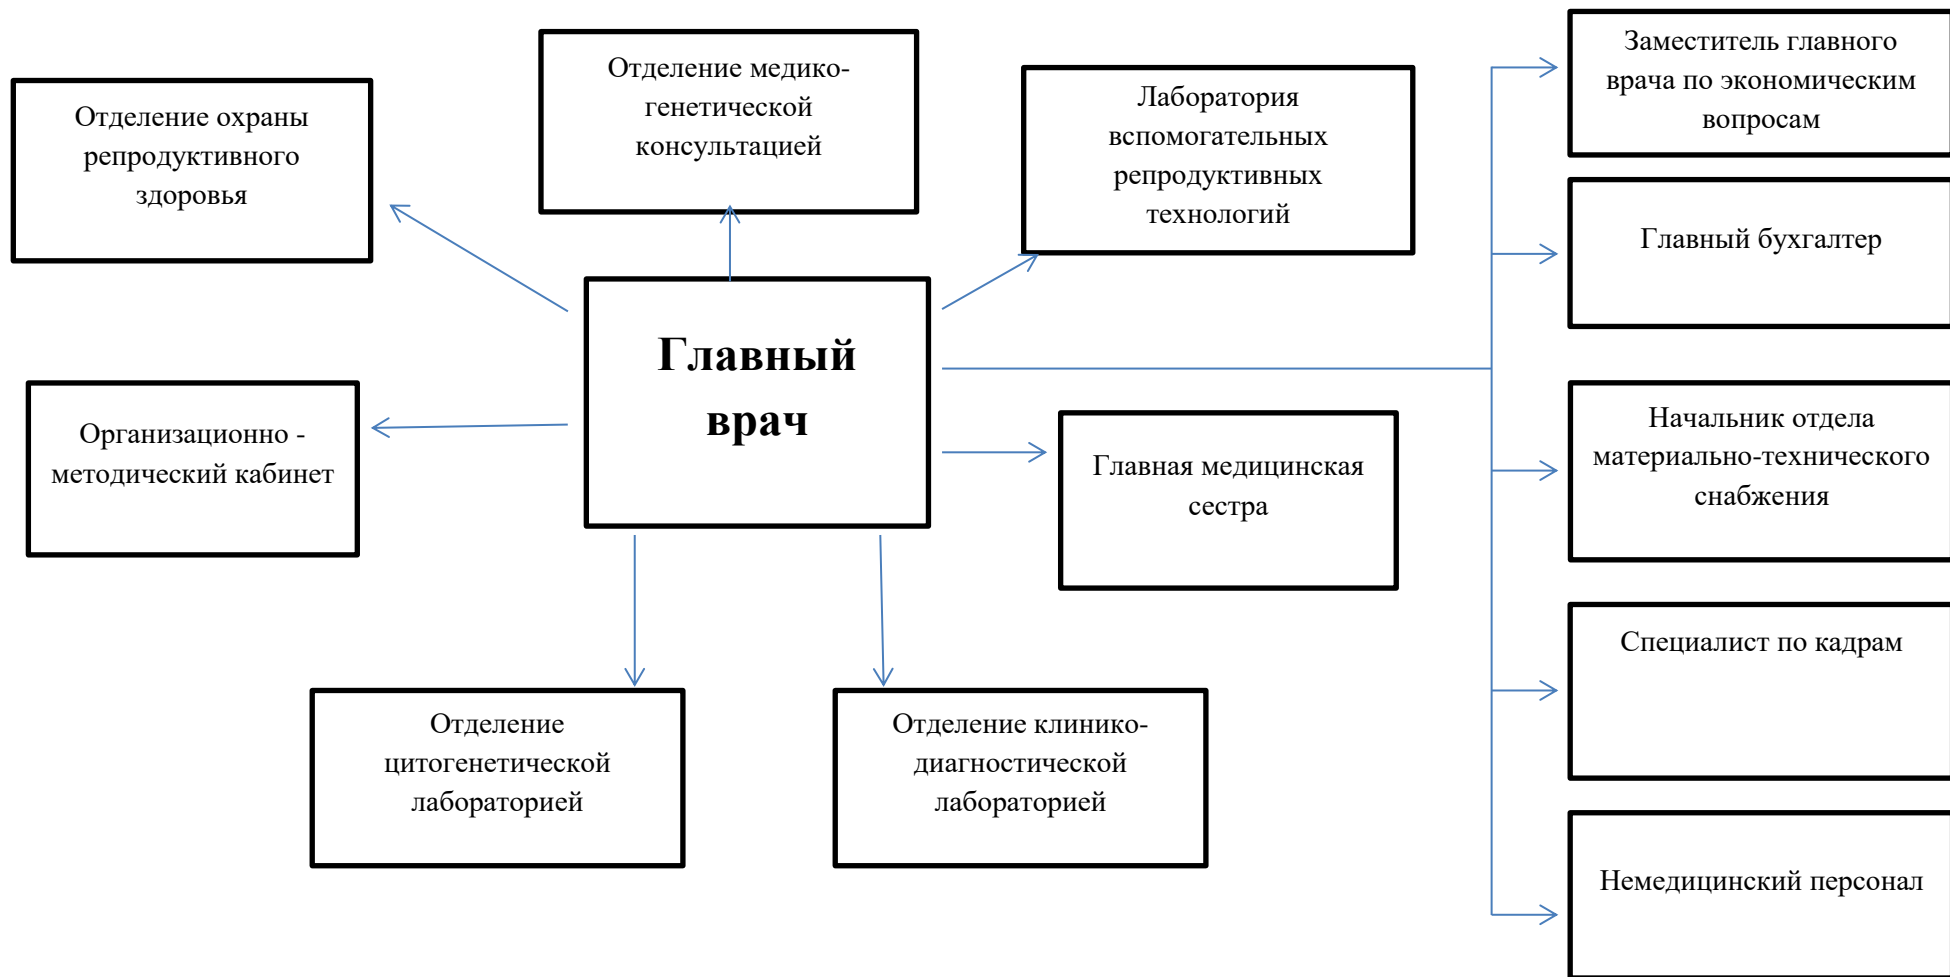 Отделение охраны
репродуктивного
здоровья
Отделение медико-
генетической
консультацией
Лаборатория
вспомогательных
репродуктивных
технологий
Заместитель главного
врача по экономическим
вопросам
Главный бухгалтер
Главный
врач
Организационно -
методический кабинет
Главная медицинская
сестра
Начальник отдела
материально-технического
снабжения
Специалист по кадрам
Отделение
цитогенетической
лабораторией
Отделение клинико-
диагностической
лабораторией
Немедицинский персонал